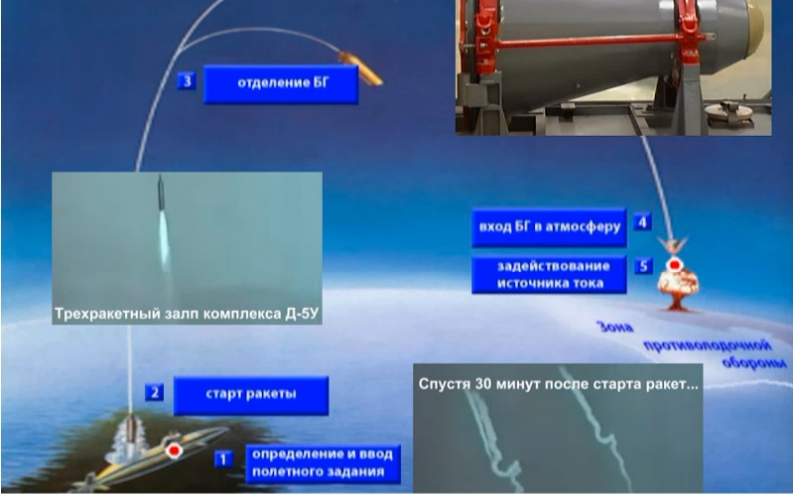 3
отделение БГ
Трехракетный залп комплекса Д-5У
вход БГ в атмосферу
4
задействование
источника тока
5
Зона
противолодочной
обороны
Спустя 30 минут после старта ракет...
2
старт ракеты
1
определение и ввод
полетного задания